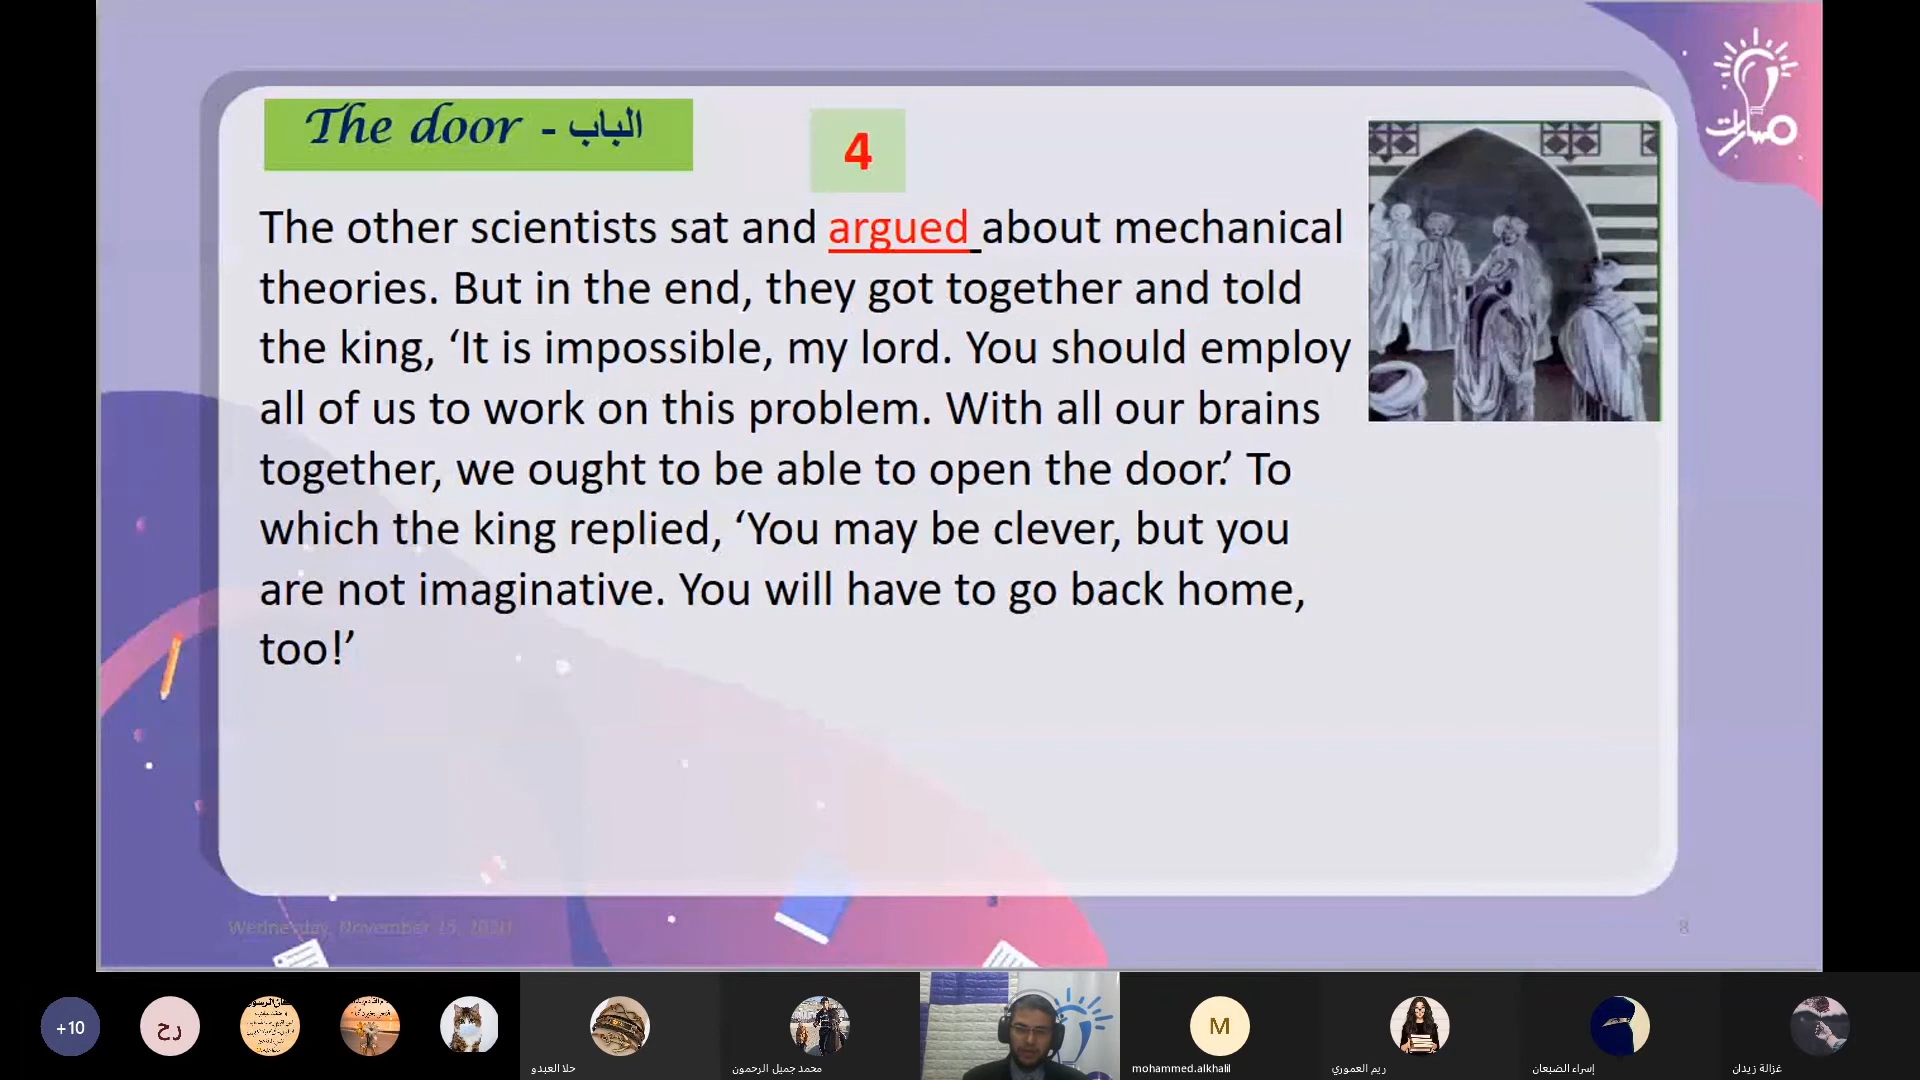 The door - الباب
4
مسارات
The other scientists sat and argued about mechanical
theories. But in the end, they got together and told
the king, ‘It is impossible, my lord. You should employ
all of us to work on this problem. With all our brains
together, we ought to be able to open the door.’ To
which the king replied, ‘You may be clever, but you
are not imaginative. You will have to go back home,
too!’
Wednesday, November 25, 2020
8
+10
رح
M
حلا العبدو
محمد جميل الرحمون
mohammed.alkhalil
ريم العموري
إسراء الضبعان
غزالة زيدان